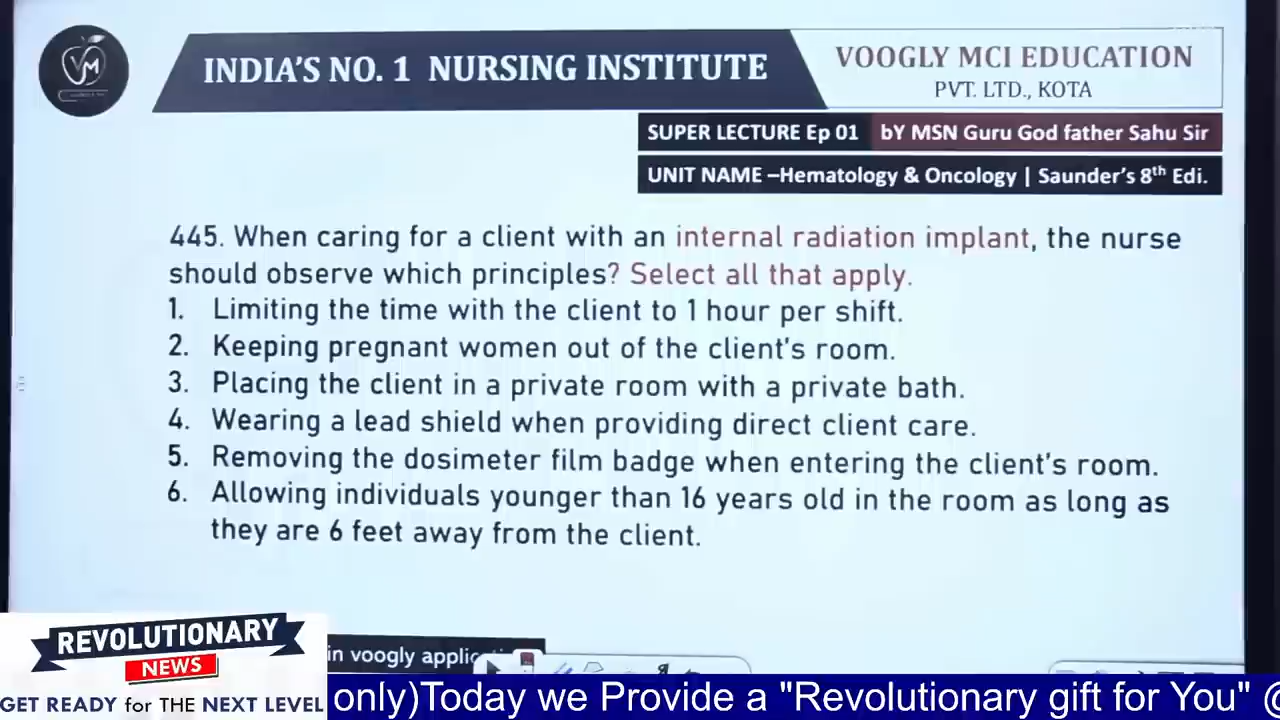 VM
INDIA'S NO. 1 NURSING INSTITUTE
VOOGLY MCI EDUCATION
PVT. LTD., KOTA
SUPER LECTURE Ep 01 bY MSN Guru God father Sahu Sir
UNIT NAME –Hematology & Oncology | Saunder's 8th Edi.
445. When caring for a client with an internal radiation implant, the nurse
should observe which principles? Select all that apply.
1. Limiting the time with the client to 1 hour per shift.
2. Keeping pregnant women out of the client's room.
3. Placing the client in a private room with a private bath.
4. Wearing a lead shield when providing direct client care.
5. Removing the dosimeter film badge when entering the client's room.
6. Allowing individuals younger than 16 years old in the room as long as
they are 6 feet away from the client.
REVOLUTIONARY
NEWS
GET READY for THE NEXT LEVEL
in voogly applic
only)Today we Provide a "Revolutionary gift for You" @